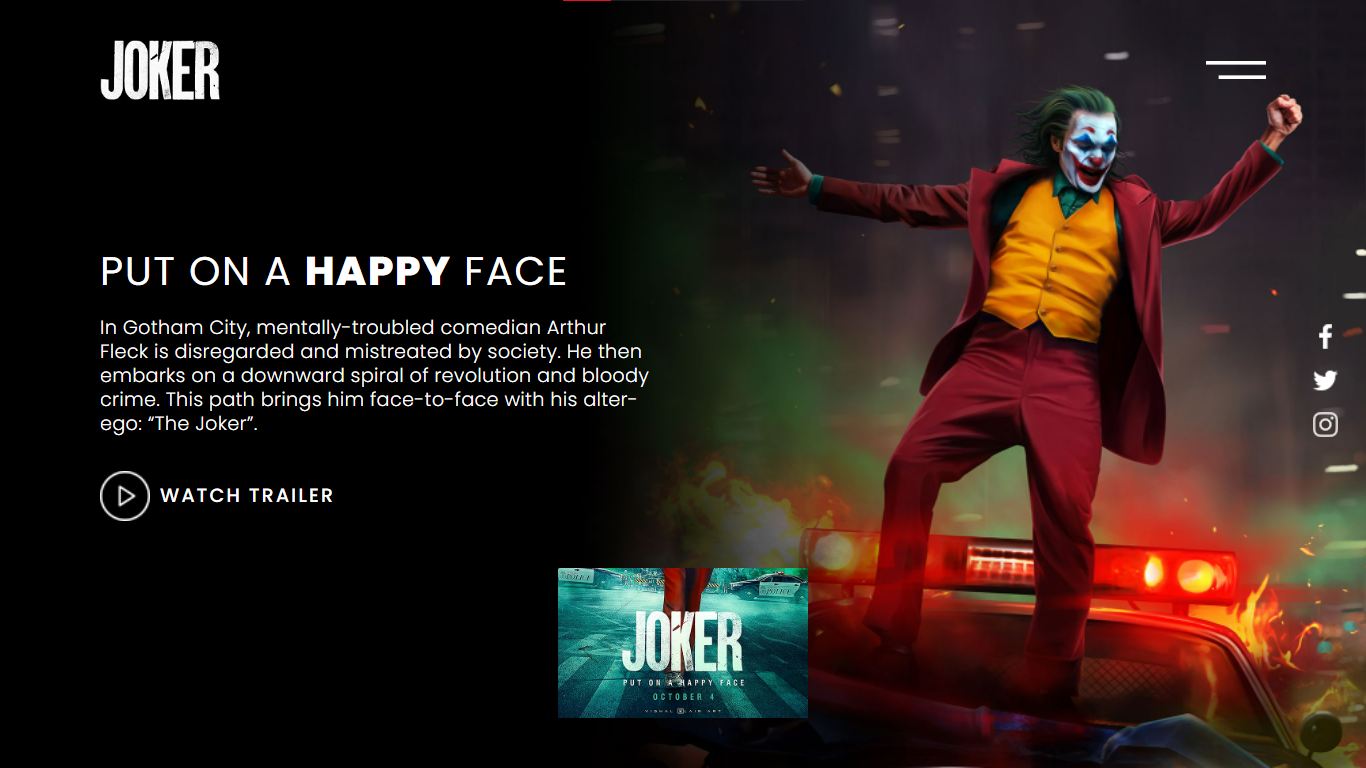 JOKER
PUT ON A HAPPY FACE
In Gotham City, mentally-troubled comedian Arthur
Fleck is disregarded and mistreated by society. He then
embarks on a downward spiral of revolution and bloody
crime. This path brings him face-to-face with his alter-
ego: “The Joker”.
WATCH TRAILER
POLICE
POLICE
JOKER
PUT ON A HAPPY FACE
OCTOBER 4